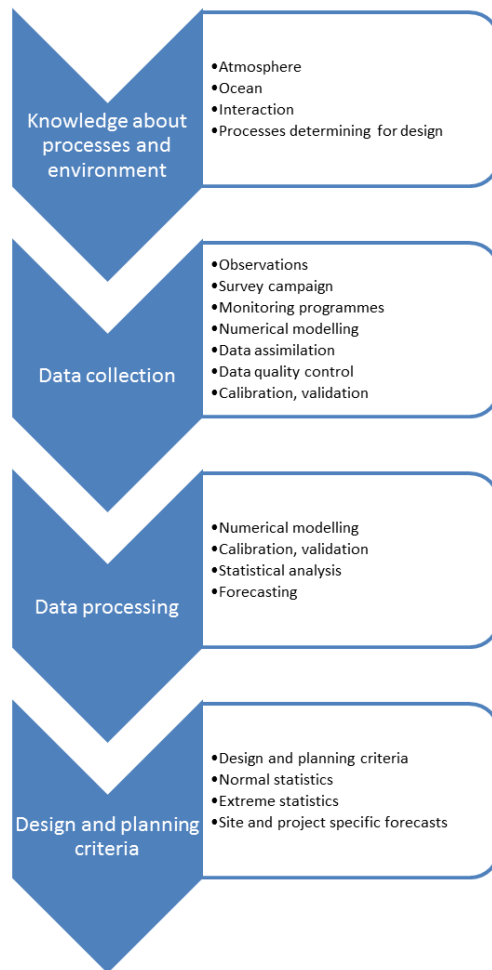 Knowledge about
processes and
environment
•Atmosphere
•Ocean
•Interaction
•Processes determining for design
Data collection
•Observations
•Survey campaign
•Monitoring programmes
•Numerical modelling
•Data assimilation
•Data quality control
•Calibration, validation
Data processing
•Numerical modelling
•Calibration, validation
•Statistical analysis
•Forecasting
Design and planning
criteria
•Design and planning criteria
•Normal statistics
•Extreme statistics
•Site and project specific forecasts